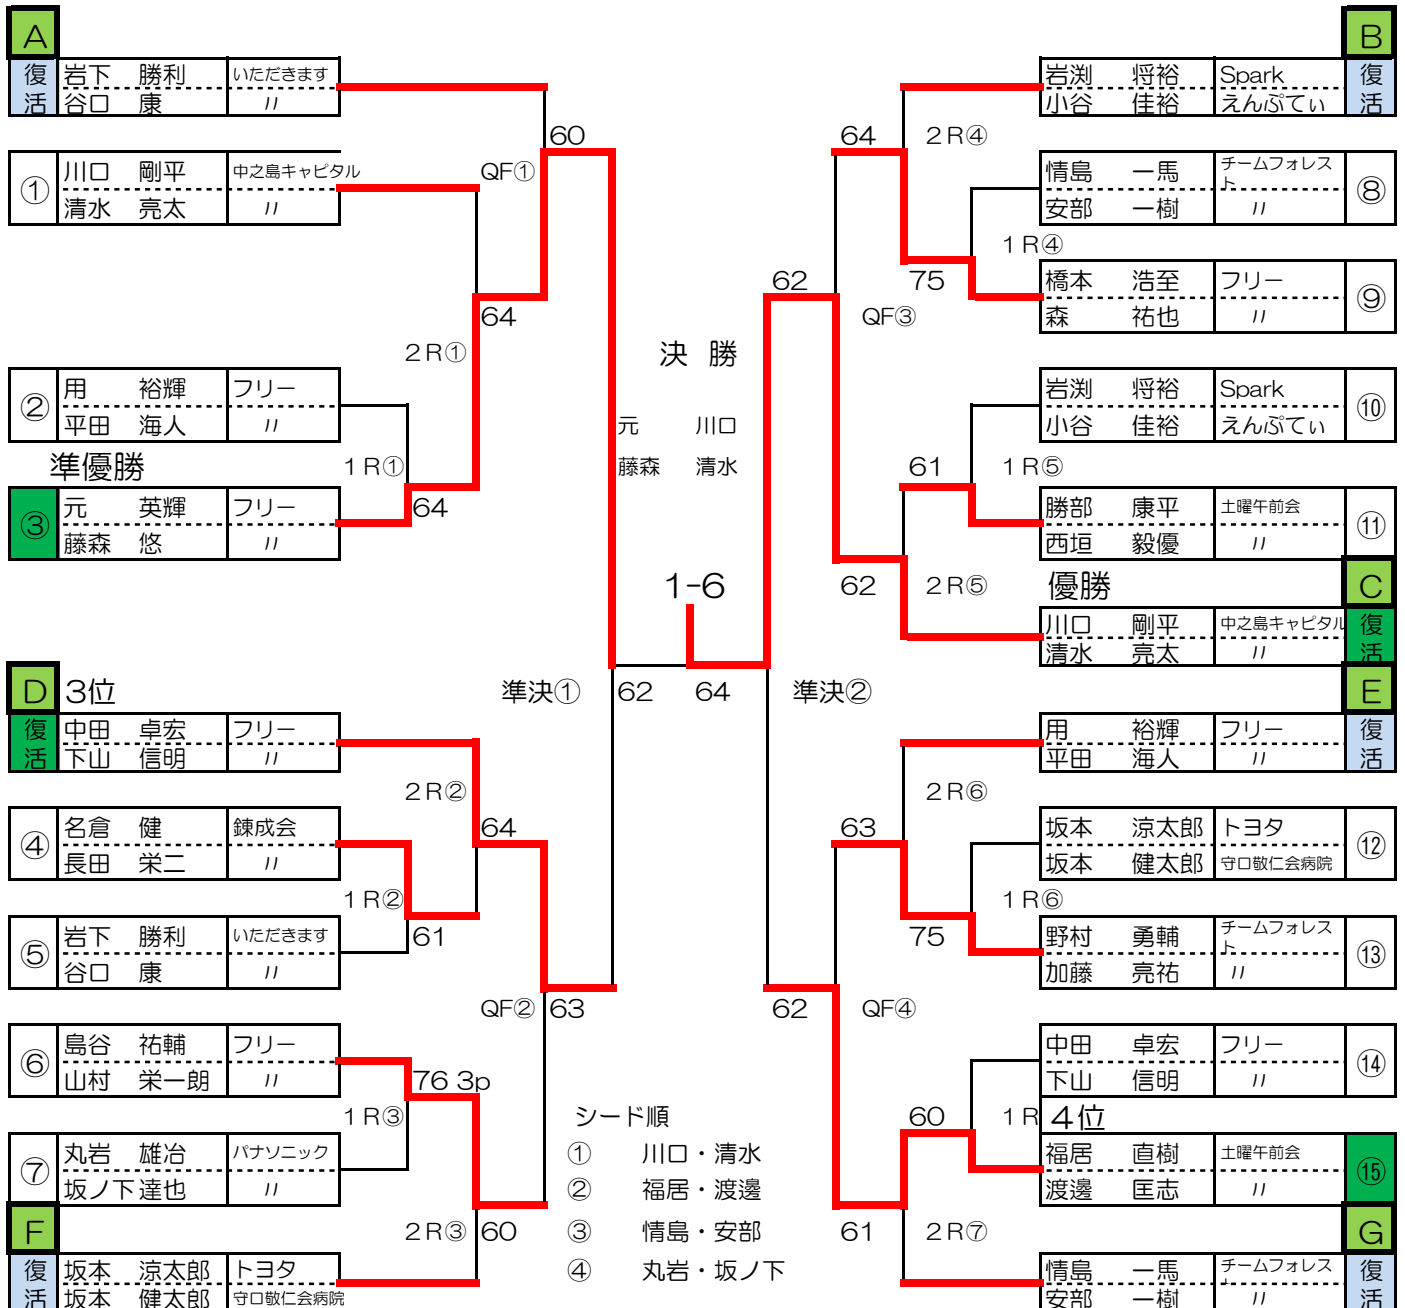 A
復活
岩下 勝利 いただきます
谷口 康 〃
①
川口 剛平 中之島キャピタル
清水 亮太 〃
②
用 裕輝 フリー
平田 海人 〃
準優勝
③
元 英輝 フリー
藤森 悠 〃
D 3位
復活
中田 卓宏 フリー
下山 信明 〃
④
名倉 健 錬成会
長田 栄二 〃
⑤
岩下 勝利 いただきます
谷口 康 〃
⑥
島谷 祐輔 フリー
山村 栄一朗 〃
⑦
丸岩 雄冶 パナソニック
坂ノ下達也 〃
F
復活
坂本 涼太郎 トヨタ
坂本 健太郎 守口敬仁会病院
60
QF①
64
2R①
1R①
64
2R②
64
1R②
61
QF② 63
76 3p
1R③
2R③ 60
決 勝
元 川口
藤森 清水
1-6
準決① 62 64 準決②
シード順
① 川口・清水
② 福居・渡邊
③ 情島・安部
④ 丸岩・坂ノ下
64 2R④
1R④
62 75
QF③
61 1R⑤
62 2R⑤
2R⑥
63
1R⑥
75
62 QF④
60 1R
61 2R⑦
B
岩渕 将裕 Spark
小谷 佳裕 えんぷてぃ
復活
情島 一馬 チームフォレスト
安部 一樹 〃
⑧
橋本 浩至 フリー
森 祐也 〃
⑨
岩渕 将裕 Spark
小谷 佳裕 えんぷてぃ
⑩
勝部 康平 土曜午前会
西垣 毅優 〃
⑪
優勝 C
川口 剛平 中之島キャピタル
清水 亮太 〃
復活
E
用 裕輝 フリー
平田 海人 〃
復活
坂本 涼太郎 トヨタ
坂本 健太郎 守口敬仁会病院
⑫
野村 勇輔 チームフォレスト
加藤 亮祐 〃
⑬
中田 卓宏 フリー
下山 信明 〃
⑭
4位
福居 直樹 土曜午前会
渡邊 匡志 〃
⑮
G
情島 一馬 チームフォレス
安部 一樹 〃
復活